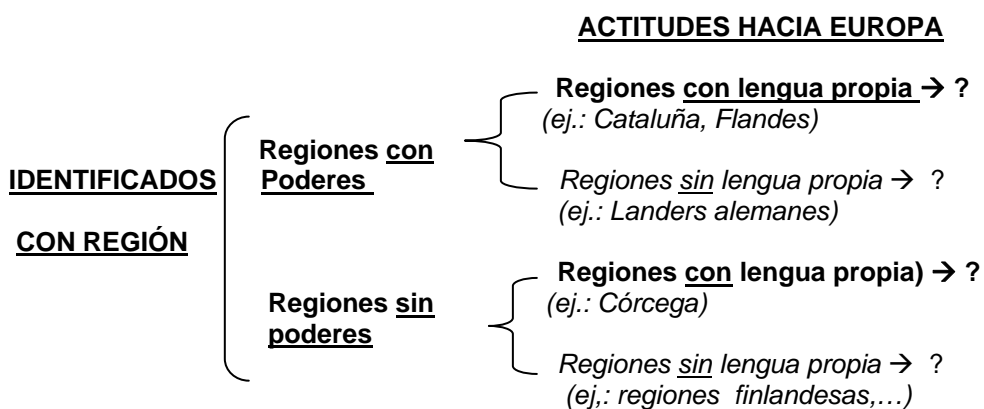 ACTITUDES HACIA EUROPA
Regiones con lengua propia → ?
(ej.: Cataluña, Flandes)
Regiones con
Poderes
IDENTIFICADOS
Regiones sin lengua propia → ?
(ej.: Landers alemanes)
CON REGIÓN
Regiones con lengua propia) → ?
(ej.: Córcega)
Regiones sin
poderes
Regiones sin lengua propia → ?
(ej,: regiones finlandesas,…)